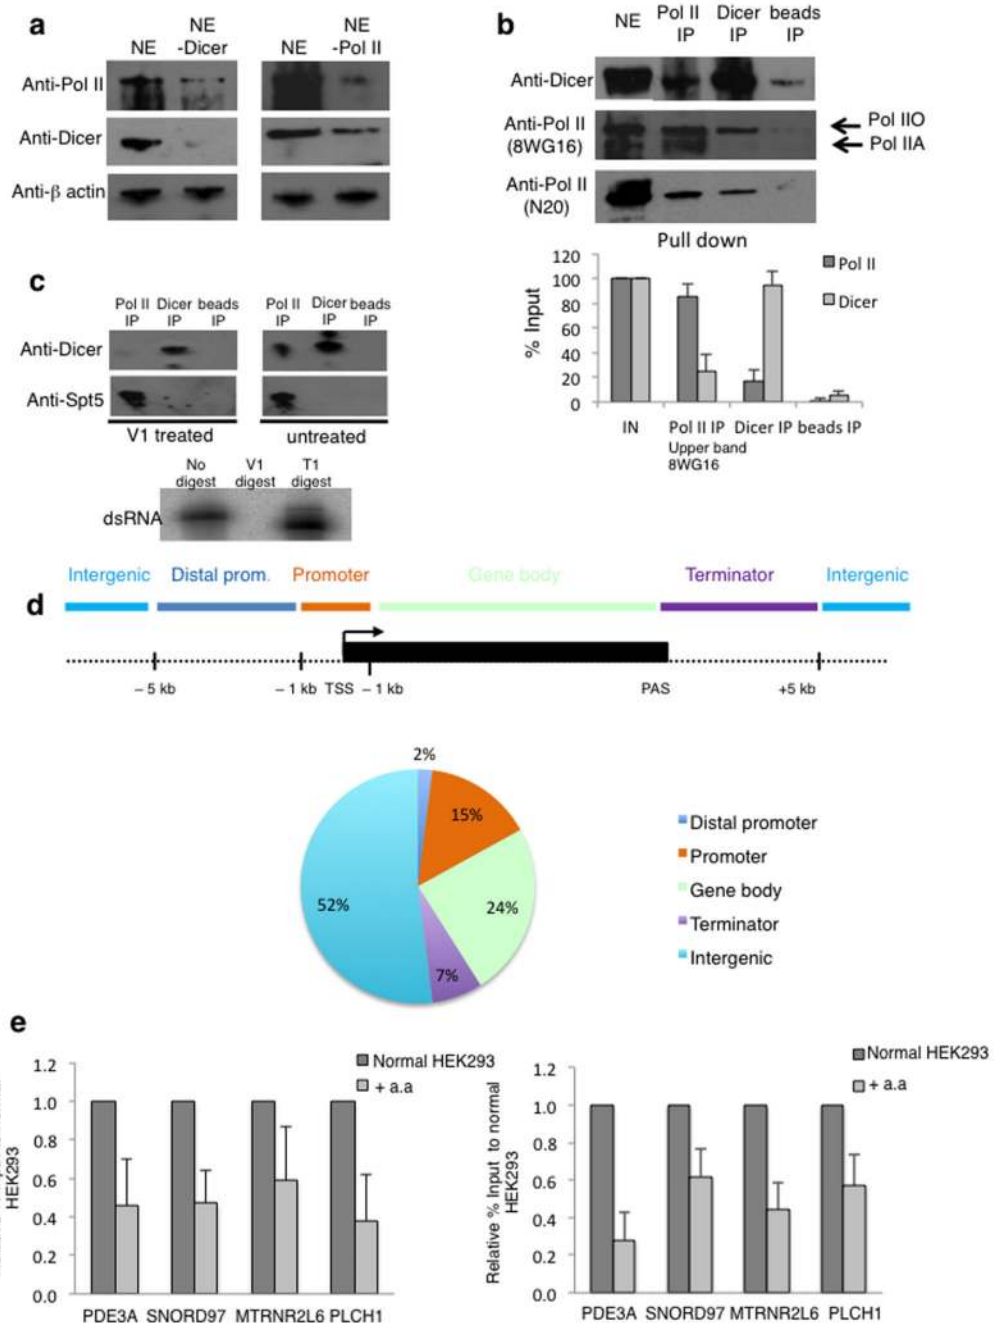 a
NE
NE
-Dicer
NE
NE
-Pol II
Anti-Pol II
Anti-Dicer
Anti-β actin
b
NE
Pol II
IP
Dicer
IP
beads
IP
Anti-Dicer
Anti-Pol II
(8WG16)
Pol IIO
Pol IIA
Anti-Pol II
(N20)
Pull down
120
100
80
60
40
20
0
% Input
Pol II
Dicer
IN
Pol II IP
Upper band
8WG16
Dicer IP
beads IP
c
Pol II
IP
Dicer
IP
beads
IP
Pol II
IP
Dicer
IP
beads
IP
Anti-Dicer
Anti-Spt5
V1 treated
untreated
No
digest
V1
digest
T1
digest
dsRNA
d
Intergenic
Distal prom.
Promoter
Gene body
Terminator
Intergenic
– 5 kb
– 1 kb
TSS
– 1 kb
PAS
+5 kb
2%
15%
24%
7%
52%
Distal promoter
Promoter
Gene body
Terminator
Intergenic
e
HEK293
1.2
1.0
0.8
0.6
0.4
0.2
0.0
Normal HEK293
+ a.a
PDE3A
SNORD97
MTRNR2L6
PLCH1
Relative % Input to normal
HEK293
1.2
1.0
0.8
0.6
0.4
0.2
0.0
Normal HEK293
+ a.a
PDE3A
SNORD97
MTRNR2L6
PLCH1